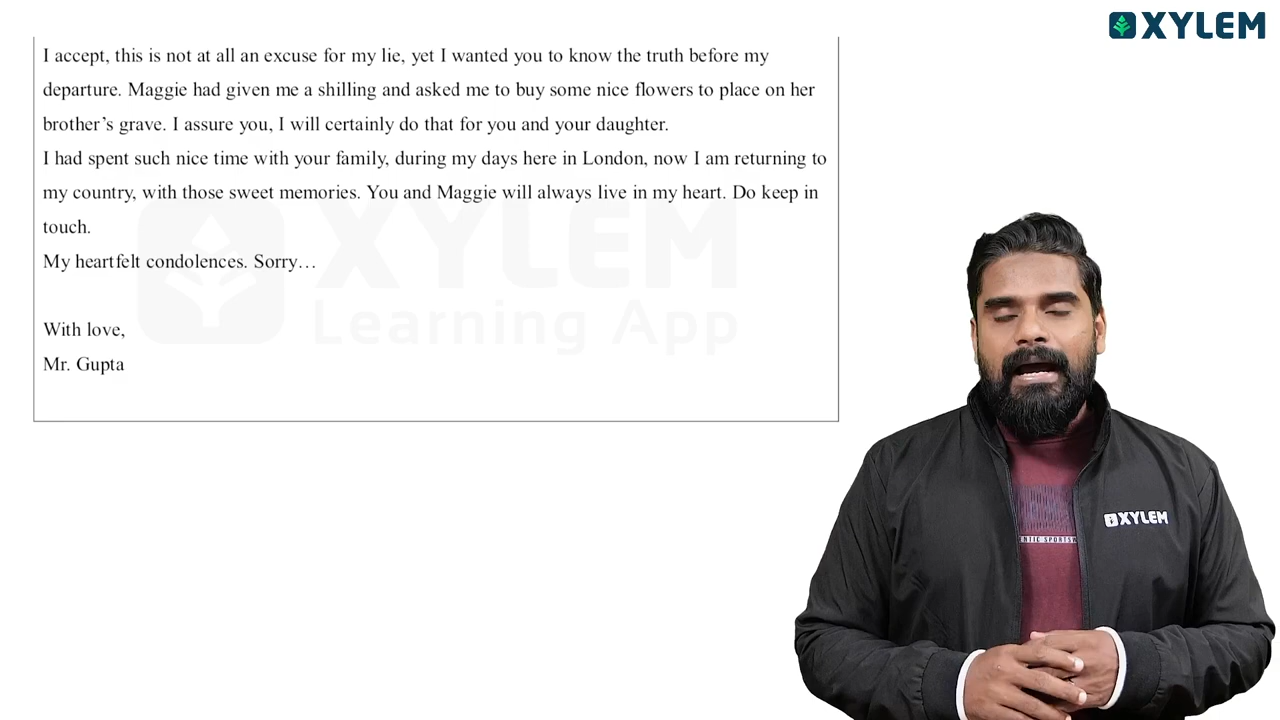 XYLEM
I accept, this is not at all an excuse for my lie, yet I wanted you to know the truth before my
departure. Maggie had given me a shilling and asked me to buy some nice flowers to place on her
brother’s grave. I assure you, I will certainly do that for you and your daughter.
I had spent such nice time with your family, during my days here in London, now I am returning to
my country, with those sweet memories. You and Maggie will always live in my heart. Do keep in
touch.
My heartfelt condolences. Sorry…
With love,
Mr. Gupta
XYLEM
Learning App
XYLEM